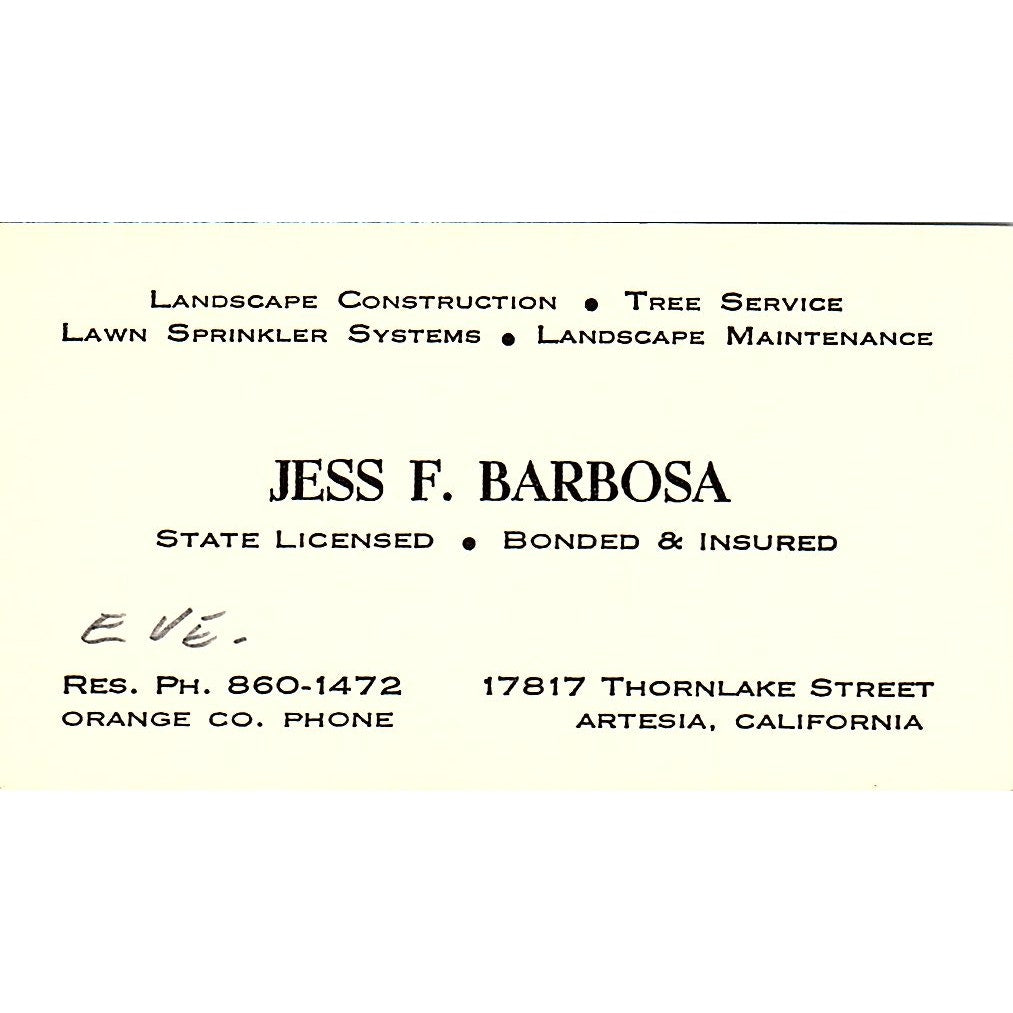 LANDSCAPE CONSTRUCTION • TREE SERVICE
LAWN SPRINKLER SYSTEMS • LANDSCAPE MAINTENANCE
JESS F. BARBOSA
STATE LICENSED • BONDED & INSURED
EVE.
RES. PH. 860-1472
ORANGE CO. PHONE
17817 THORNLAKE STREET
ARTESIA, CALIFORNIA